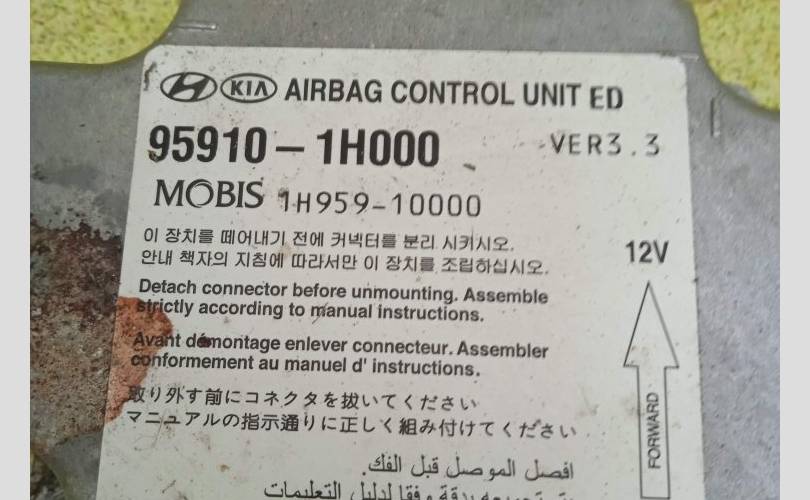 KIA AIRBAG CONTROL UNIT ED
95910-1H000 VER3.3
MOBIS 1H959-10000
이 장치를 떼어내기 전에 커넥터를 분리 시키시오.
안내 책자의 지침에 따라서만 이 장치를 조립하십시오.
12V
Detach connector before unmounting. Assemble
strictly according to manual instructions.
Avant démontage enlever connecteur. Assembler
conformement au manuel d' instructions.
取り外す前にコネクタを抜いてください
マニュアルの指示通りに正しく組み付けてください
FORWARD
افصل الموصل قبل الفك.
وفقا لدليل التعليمات